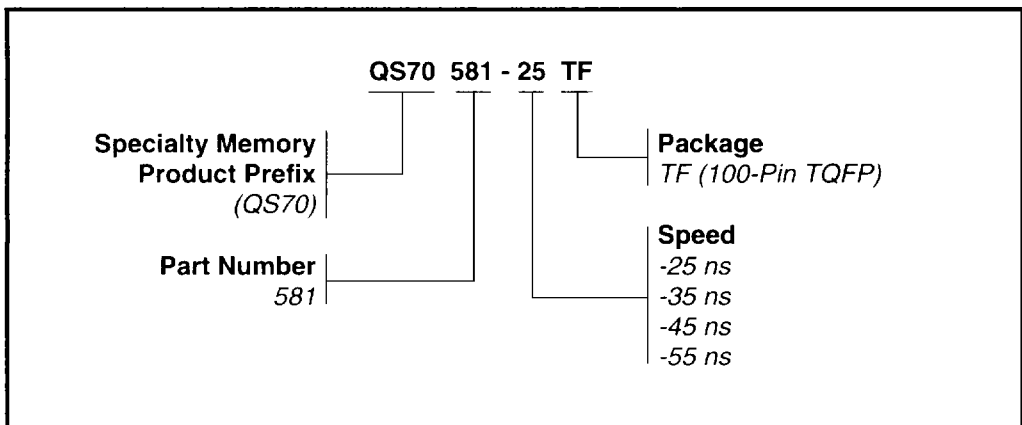 QS70 581 - 25 TF
Specialty Memory
Product Prefix
(QS70)
Part Number
581
Package
TF (100-Pin TQFP)
Speed
-25 ns
-35 ns
-45 ns
-55 ns